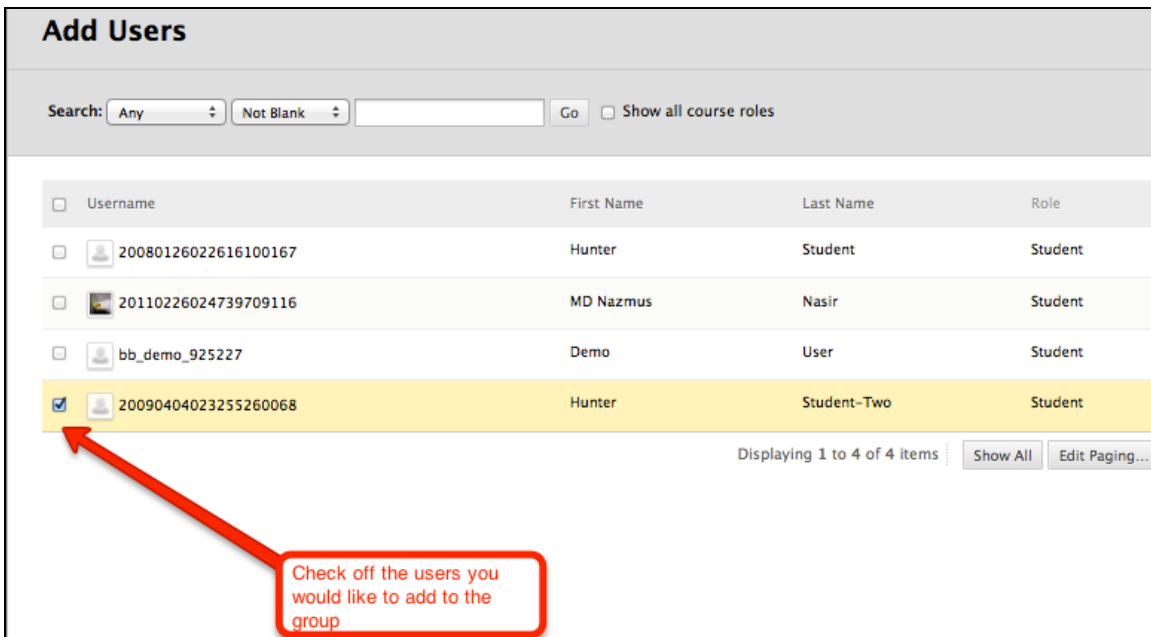 Add Users
Search: Any Not Blank Go Show all course roles
Username First Name Last Name Role
20080126022616100167 Hunter Student Student
20110226024739709116 MD Nazmus Nasir Student
bb_demo_925227 Demo User Student
20090404023255260068 Hunter Student-Two Student
Displaying 1 to 4 of 4 items Show All Edit Paging...
Check off the users you
would like to add to the
group